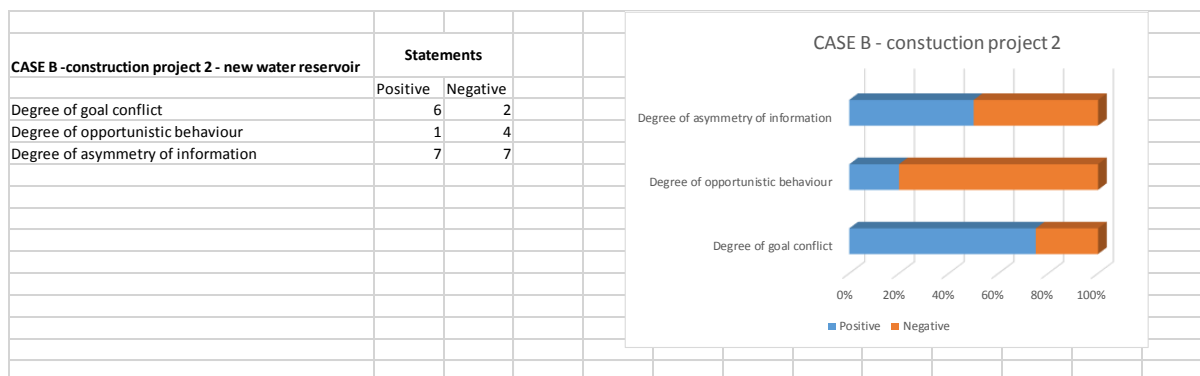 Statements
CASE B -construction project 2 - new water reservoir
Positive Negative
Degree of goal conflict 6 2
Degree of opportunistic behaviour 1 4
Degree of asymmetry of information 7 7
CASE B - constuction project 2
Degree of asymmetry of information
Degree of opportunistic behaviour
Degree of goal conflict
0% 20% 40% 60% 80% 100%
Positive Negative